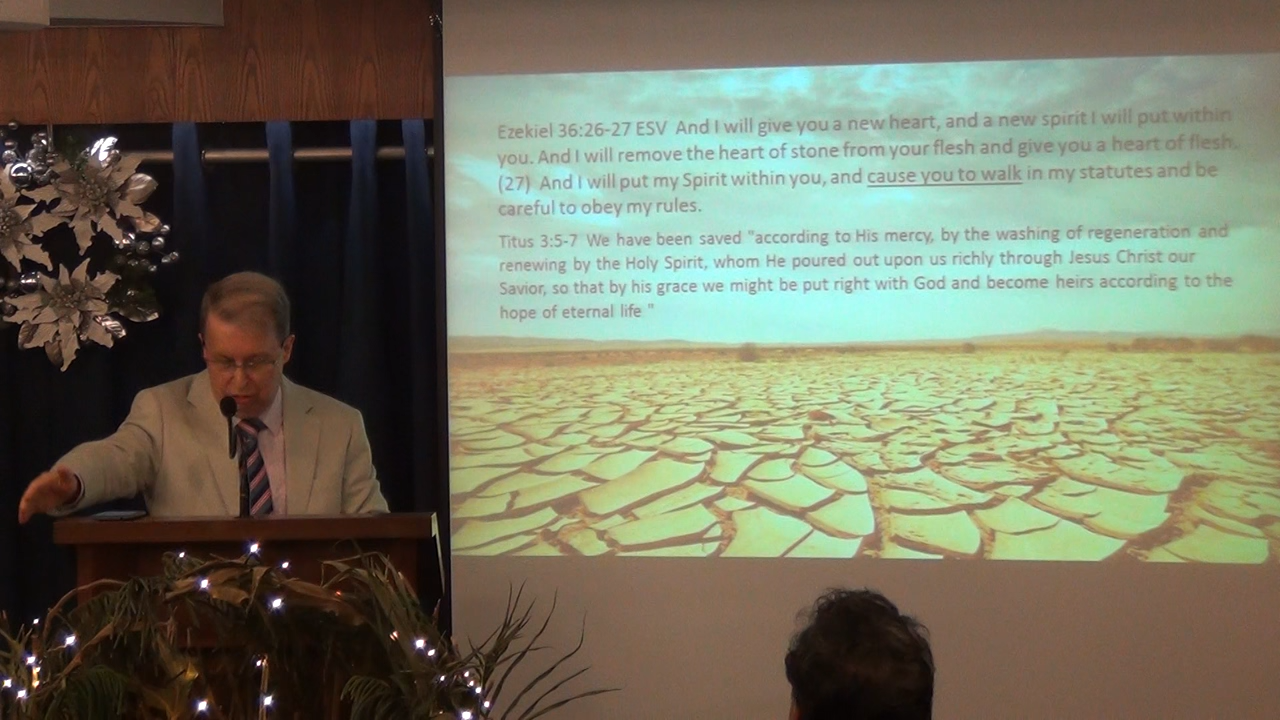 Ezekiel 36:26-27 ESV And I will give you a new heart, and a new spirit I will put within
you. And I will remove the heart of stone from your flesh and give you a heart of flesh.
(27) And I will put my Spirit within you, and cause you to walk in my statutes and be
careful to obey my rules.
Titus 3:5-7 We have been saved "according to His mercy, by the washing of regeneration and
renewing by the Holy Spirit, whom He poured out upon us richly through Jesus Christ our
Savior, so that by his grace we might be put right with God and become heirs according to the
hope of eternal life "